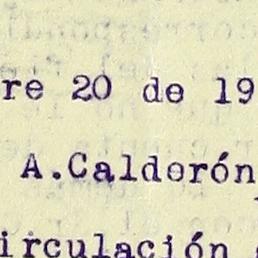 re 20 de 19
A.Calderón
irculación